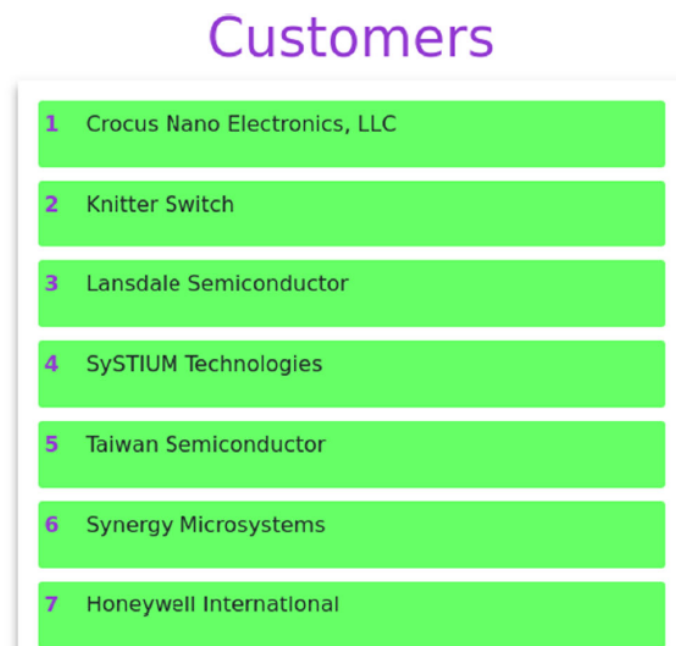 Customers
1 Crocus Nano Electronics, LLC
2 Knitter Switch
3 Lansdale Semiconductor
4 SySTIUM Technologies
5 Taiwan Semiconductor
6 Synergy Microsystems
7 Honeywell International